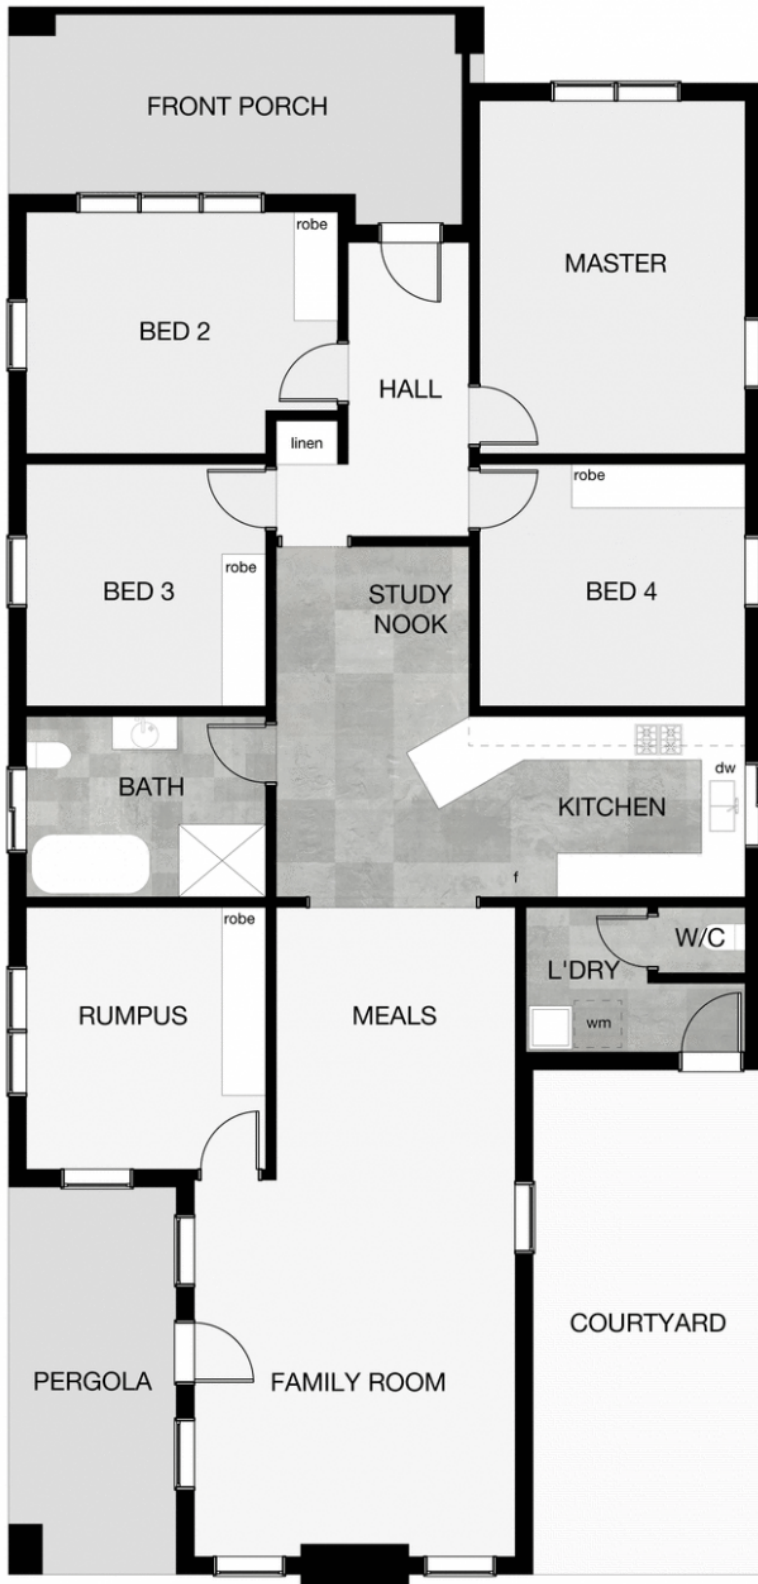 FRONT PORCH
robe
MASTER
BED 2
HALL
linen
robe
robe
BED 3
STUDY
NOOK
BED 4
BATH
dw
KITCHEN
f
robe
W/C
L'DRY
RUMPUS
MEALS
wm
COURTYARD
PERGOLA
FAMILY ROOM